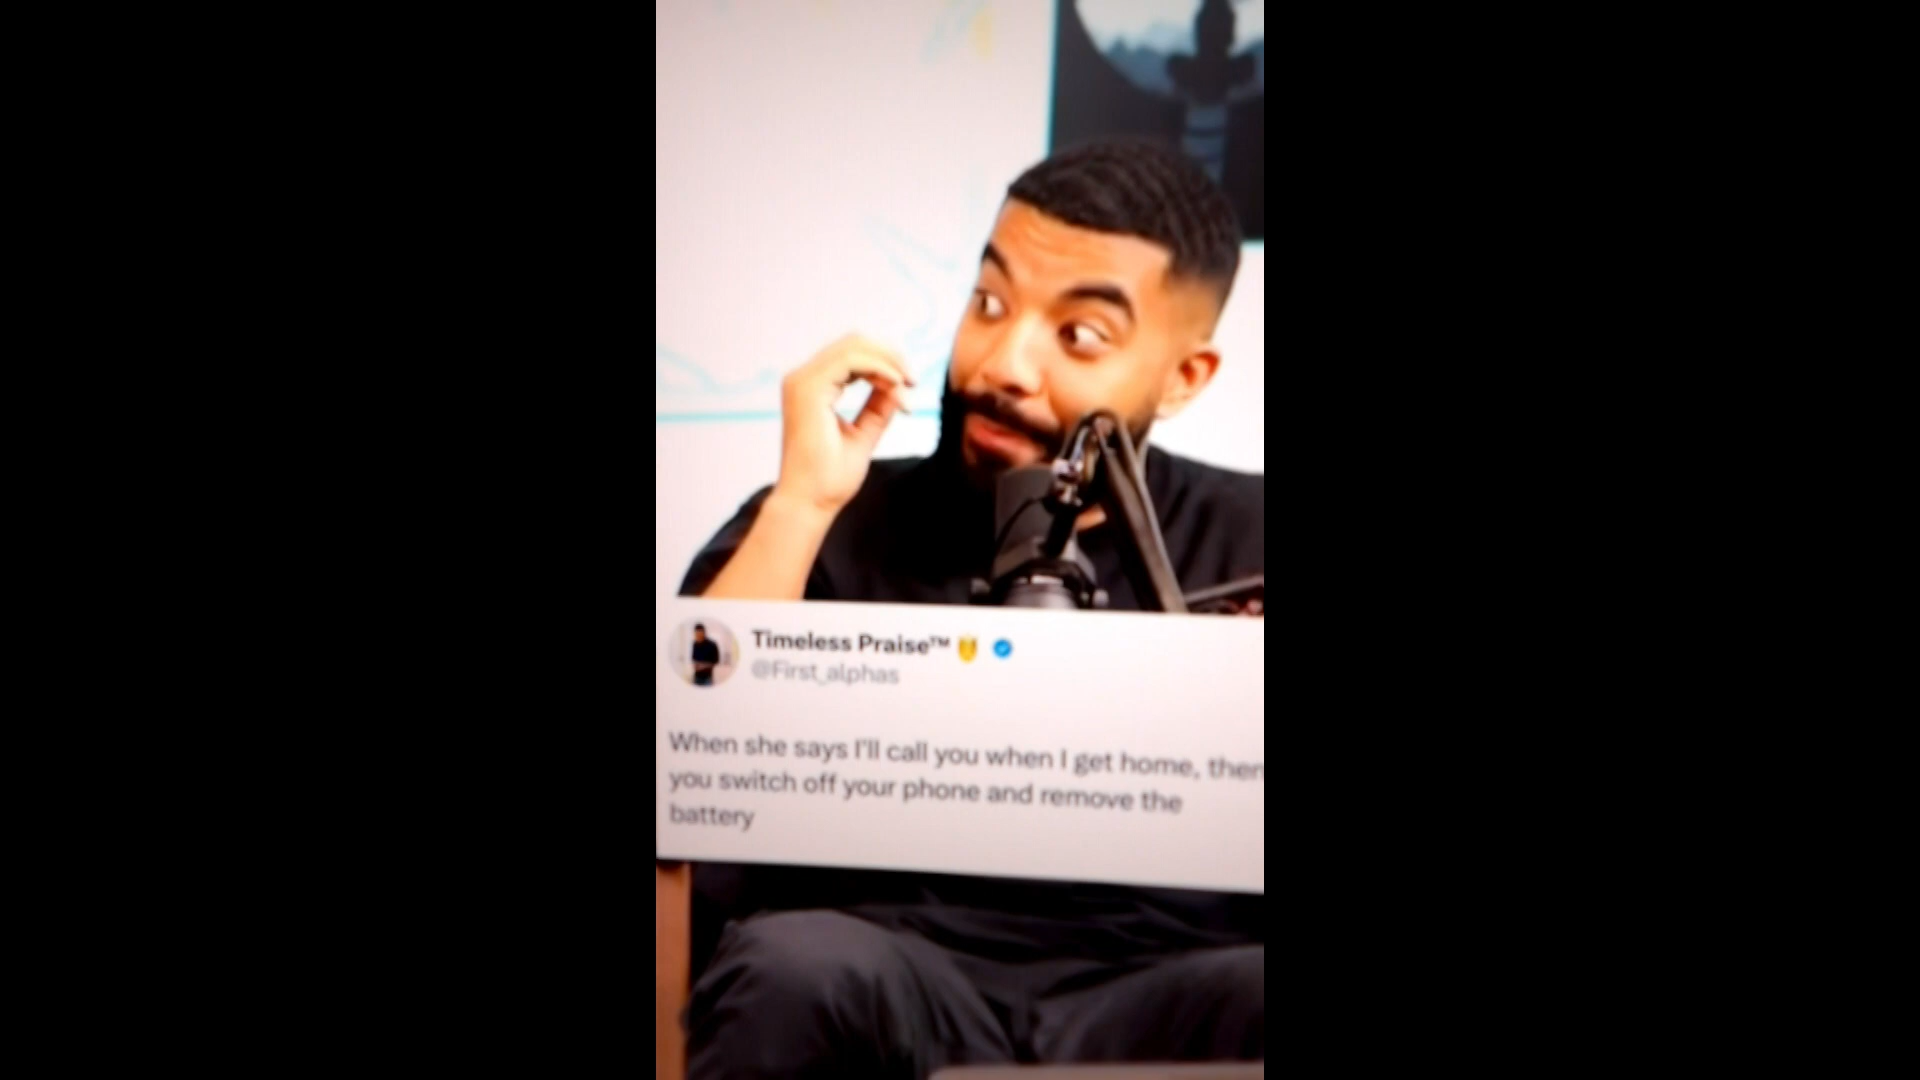 Timeless Praise™
@First_alphas
When she says I'll call you when I get home, then
you switch off your phone and remove the
battery